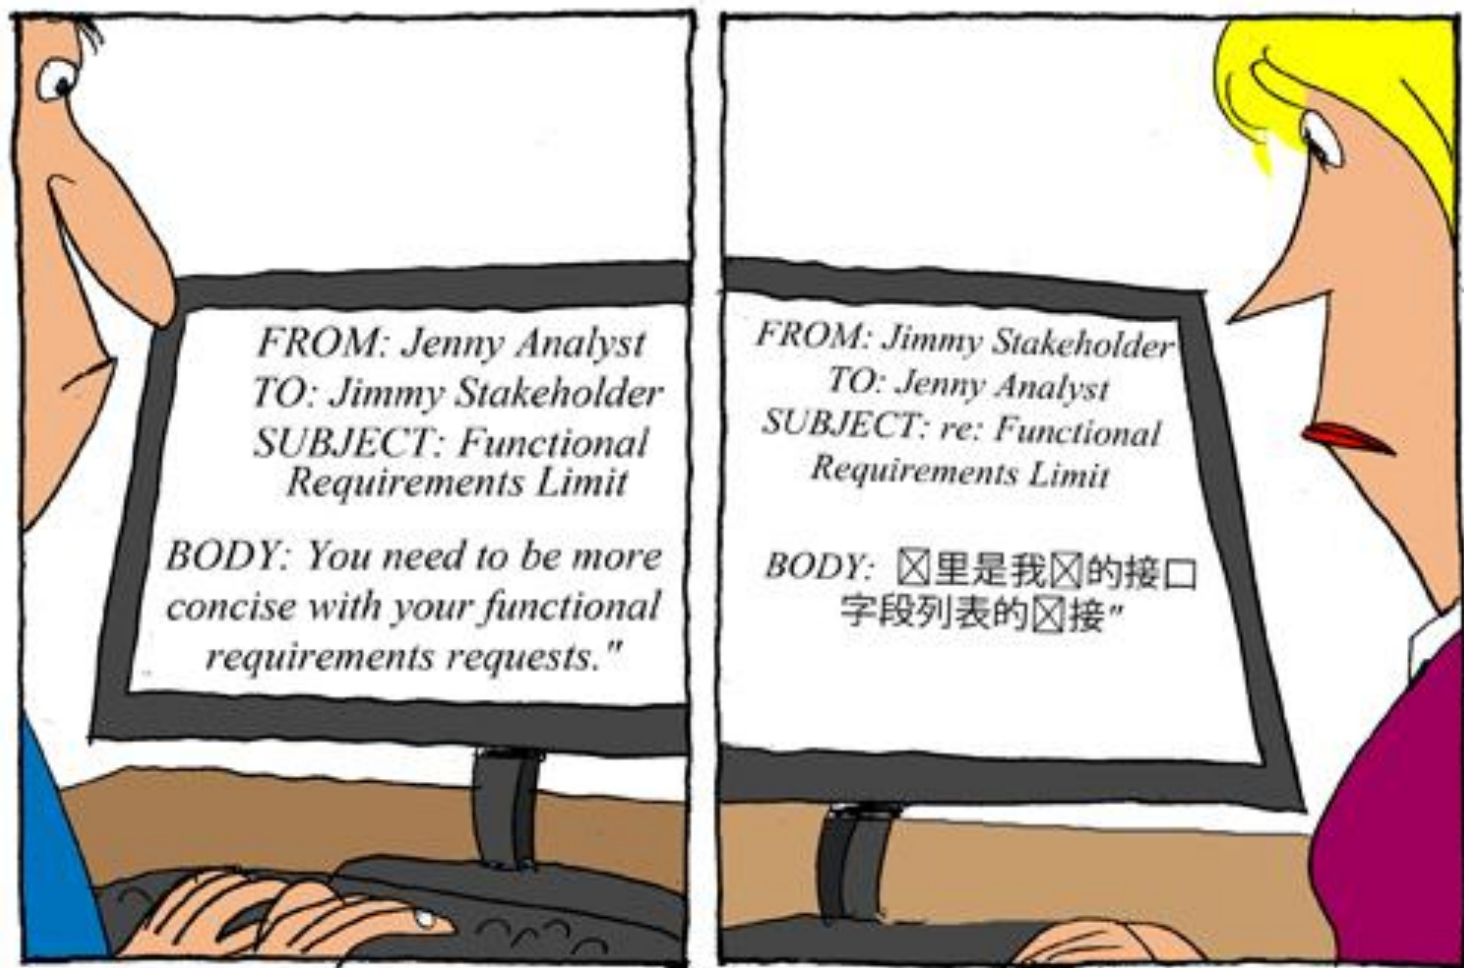 FROM: Jenny Analyst
TO: Jimmy Stakeholder
SUBJECT: Functional
Requirements Limit
BODY: You need to be more
concise with your functional
requirements requests."
FROM: Jimmy Stakeholder
TO: Jenny Analyst
SUBJECT: re: Functional
Requirements Limit
BODY: 里是我的接口
字段列表的接"